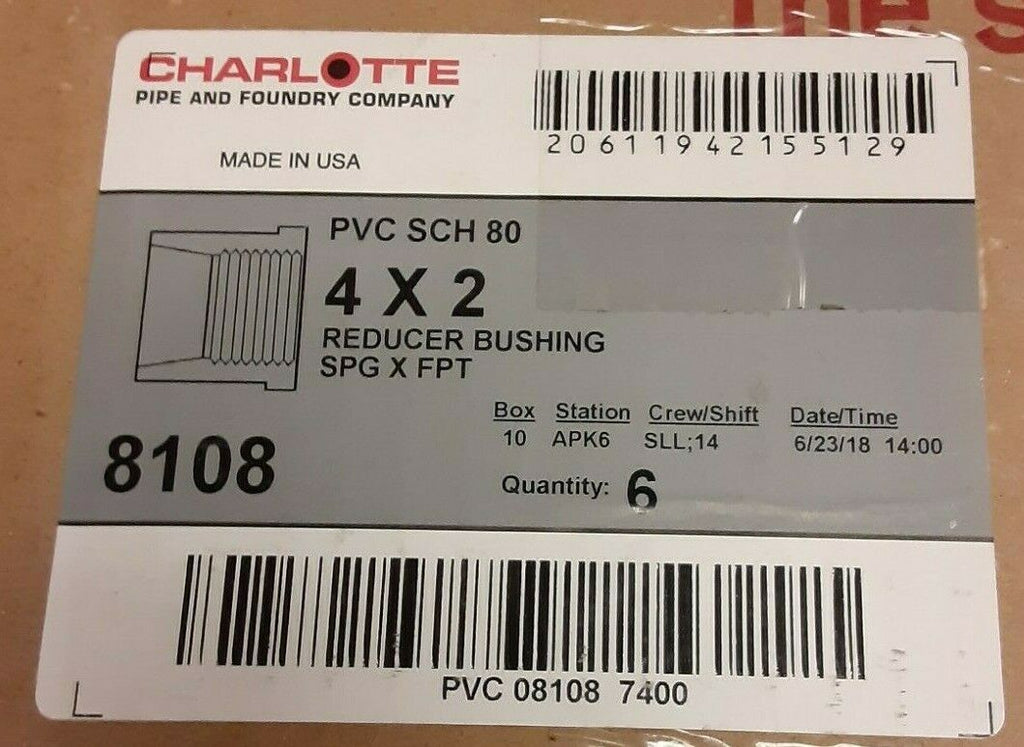 The S
CHARLOTTE
PIPE AND FOUNDRY COMPANY
MADE IN USA
20611942155129
PVC SCH 80
4 X 2
REDUCER BUSHING
SPG X FPT
8108
Box Station Crew/Shift Date/Time
10 APK6 SLL;14 6/23/18 14:00
Quantity: 6
PVC 08108 7400